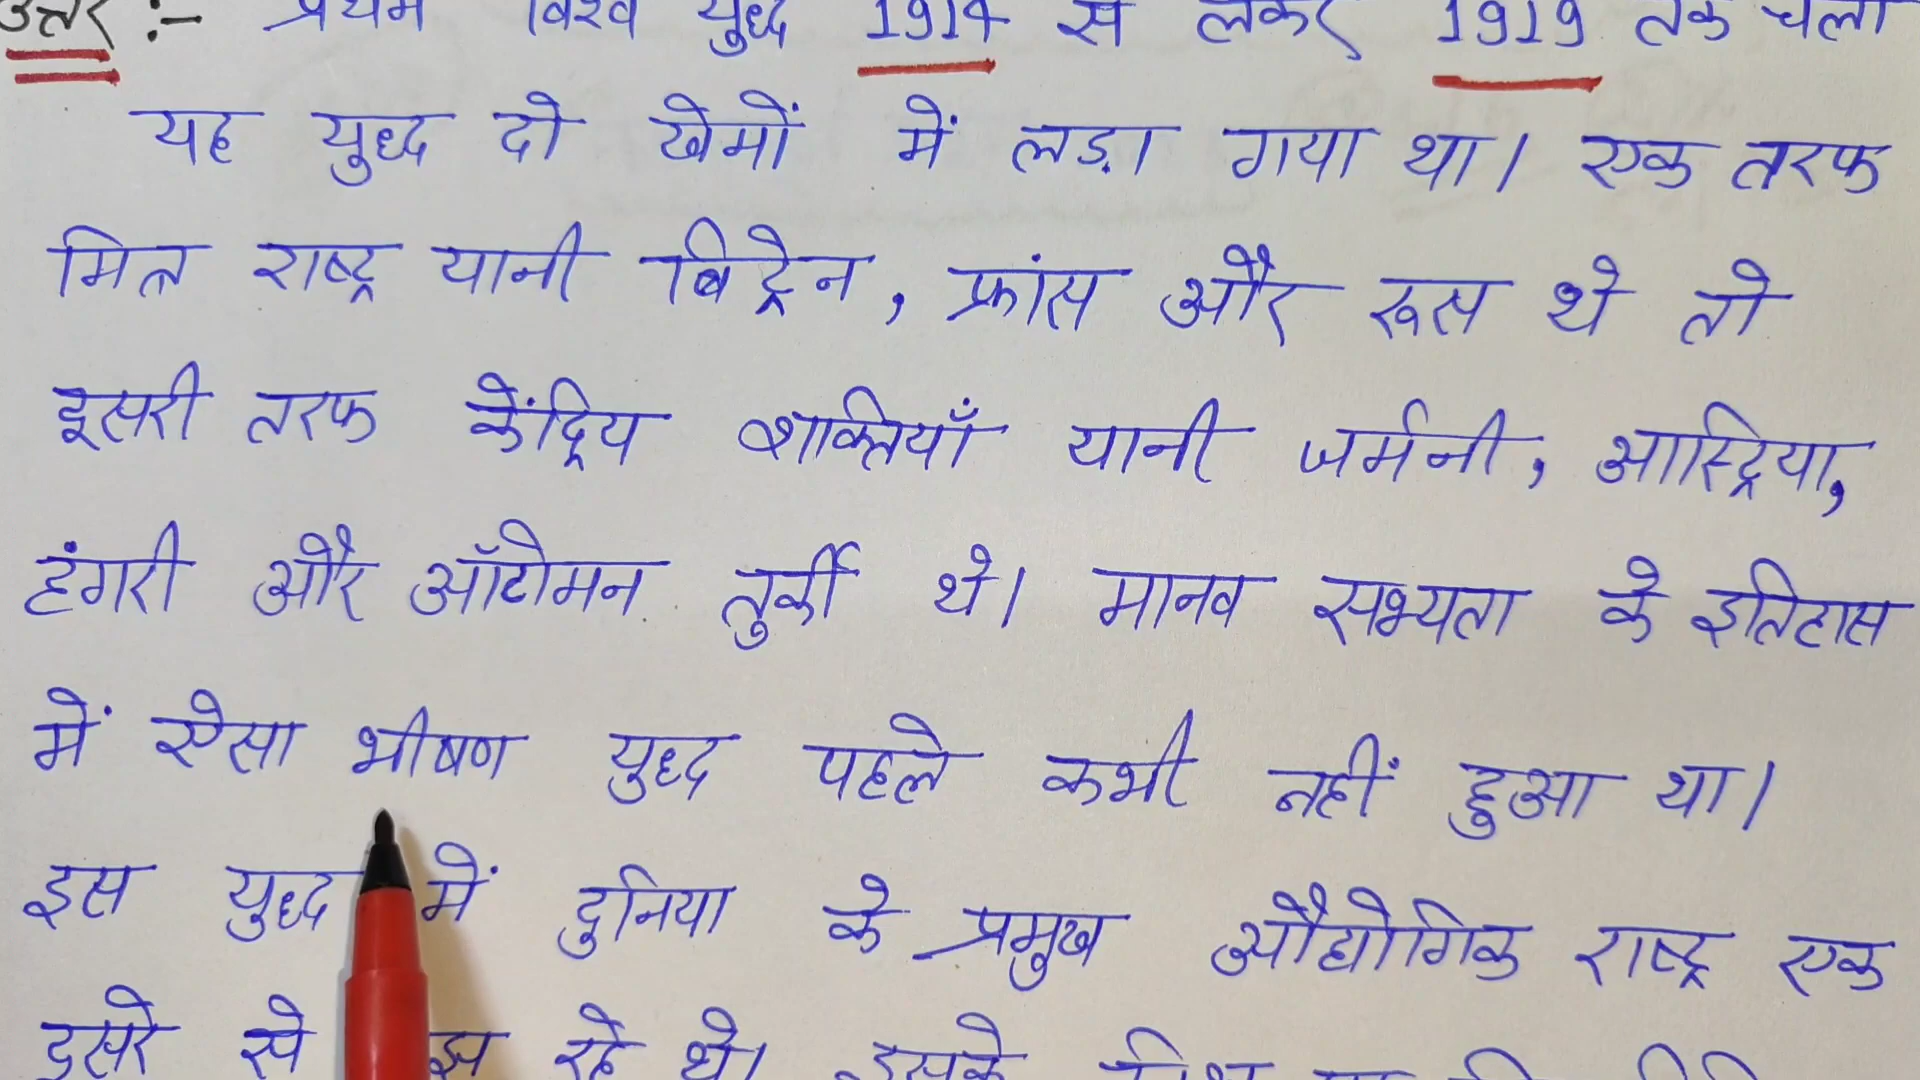 उत्तर :- प्रथम विश्व युद्ध 1914 से लेकर 1919 तक चला
यह युद्ध दो खेमों में लड़ा गया था। एक तरफ
मित्र राष्ट्र यानी ब्रिट्रेन, फ्रांस और रूस थे तो
दूसरी तरफ केंद्रिय शक्तियाँ यानी जर्मनी, आस्ट्रिया,
हंगरी और ऑटोमन तुर्की थे। मानव सभ्यता के इतिहास
में ऐसा भीषण युद्ध पहले कभी नहीं हुआ था।
इस युद्ध में दुनिया के प्रमुख औद्योगिक राष्ट्र एक
दूसरे से रहे थे। इसके